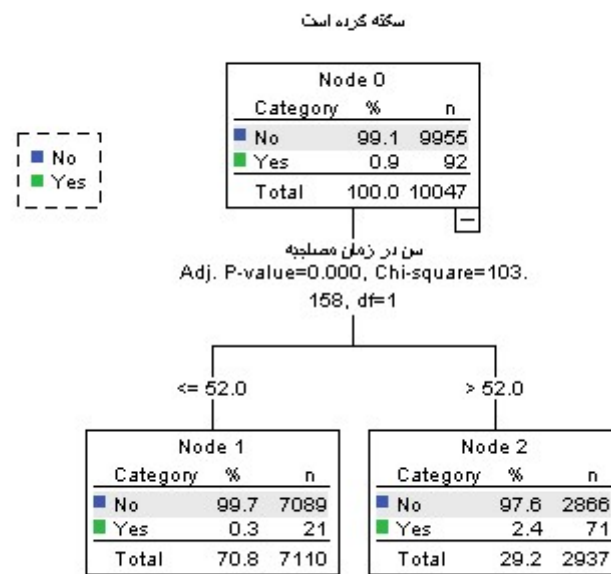 سکته کرده است
Node 0
Category % n
No 99.1 9955
Yes 0.9 92
Total 100.0 10047
No
Yes
سن در زمان مصاحبه
Adj. P-value=0.000, Chi-square=103.
158, df=1
<= 52.0
> 52.0
Node 1
Category % n
No 99.7 7089
Yes 0.3 21
Total 70.8 7110
Node 2
Category % n
No 97.6 2866
Yes 2.4 71
Total 29.2 2937